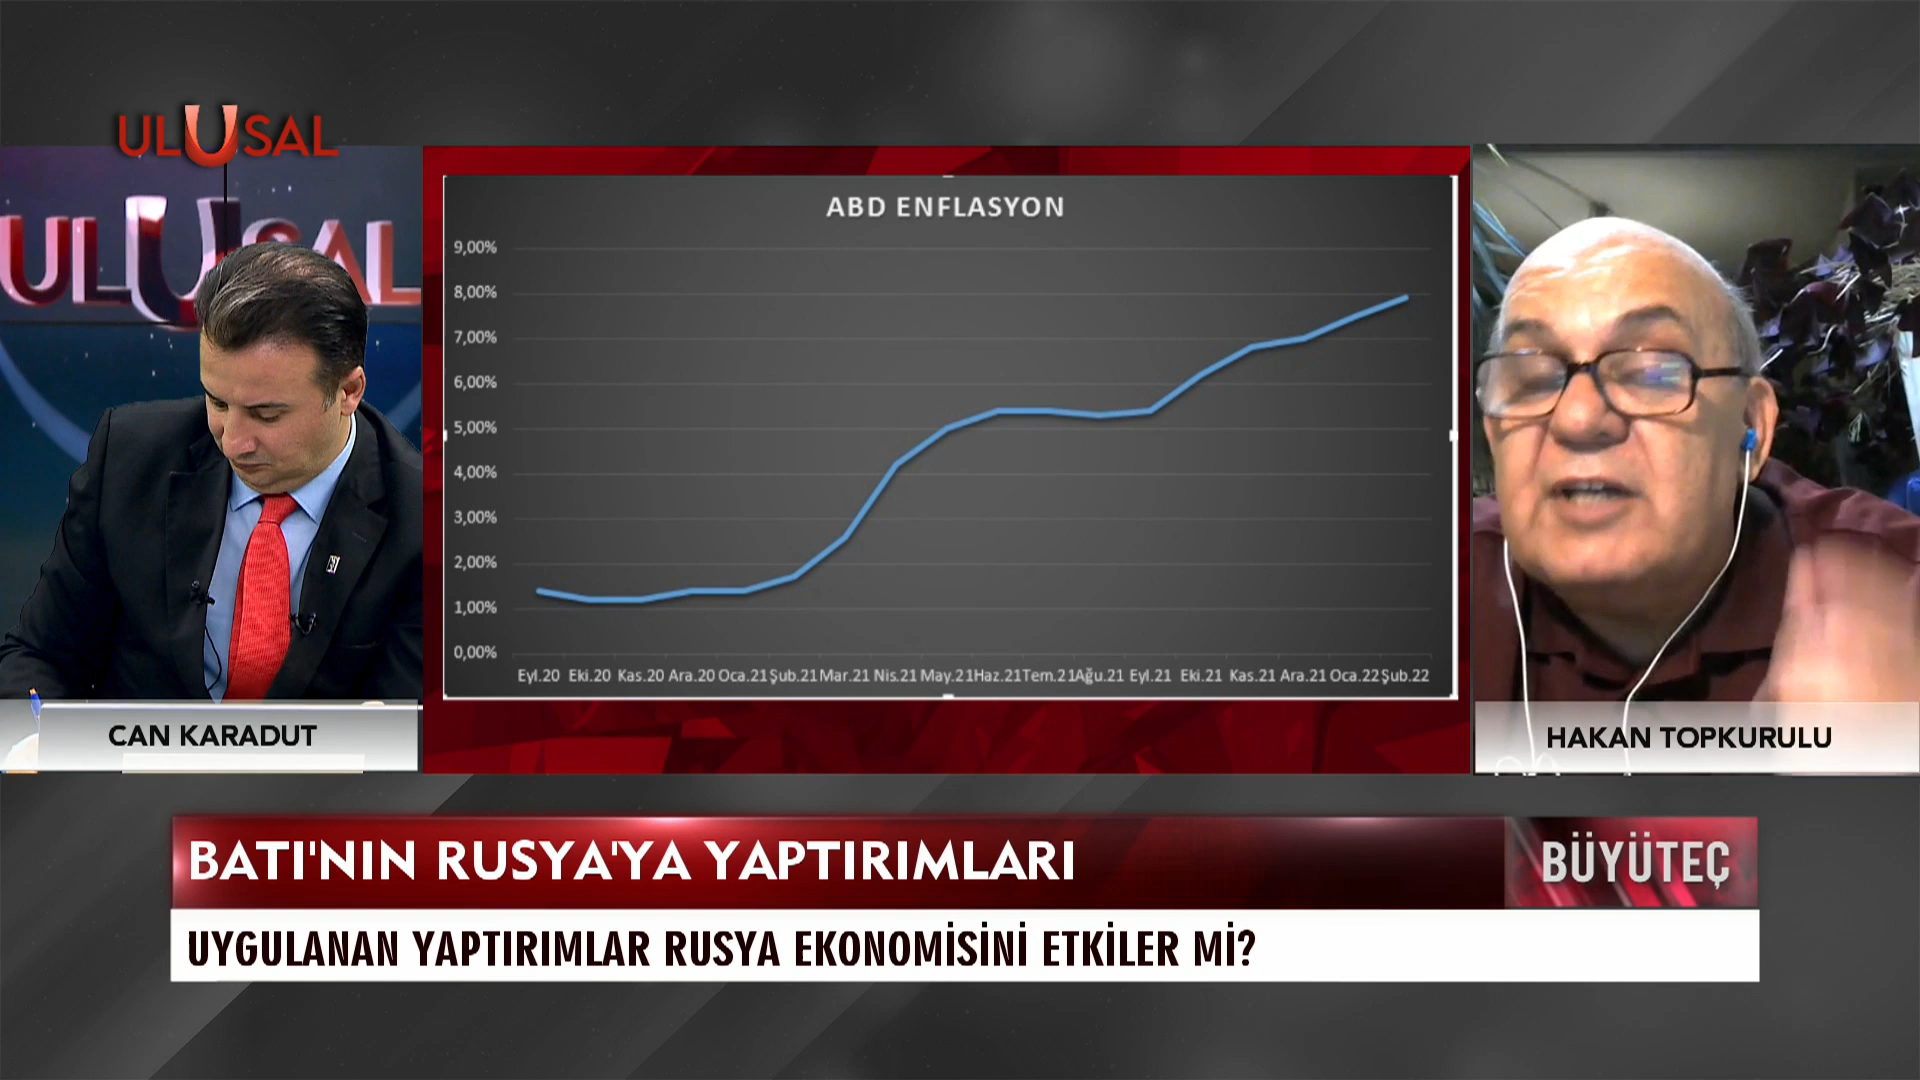 ULUSAL
ULUSAL
ABD ENFLASYON
9,00%
8,00%
7,00%
6,00%
5,00%
4,00%
3,00%
2,00%
1,00%
0,00%
Eyl.20 Eki.20 Kas.20 Ara.20 Oca.21 Şub.21 Mar.21 Nis.21 May.21 Haz.21 Tem.21 Ağu.21 Eyl.21 Eki.21 Kas.21 Ara.21 Oca.22 Şub.22
CAN KARADUT
HAKAN TOPKURULU
BATI'NIN RUSYA'YA YAPTIRIMLARI
BÜYÜTEÇ
UYGULANAN YAPTIRIMLAR RUSYA EKONOMİSİNİ ETKİLER Mİ?